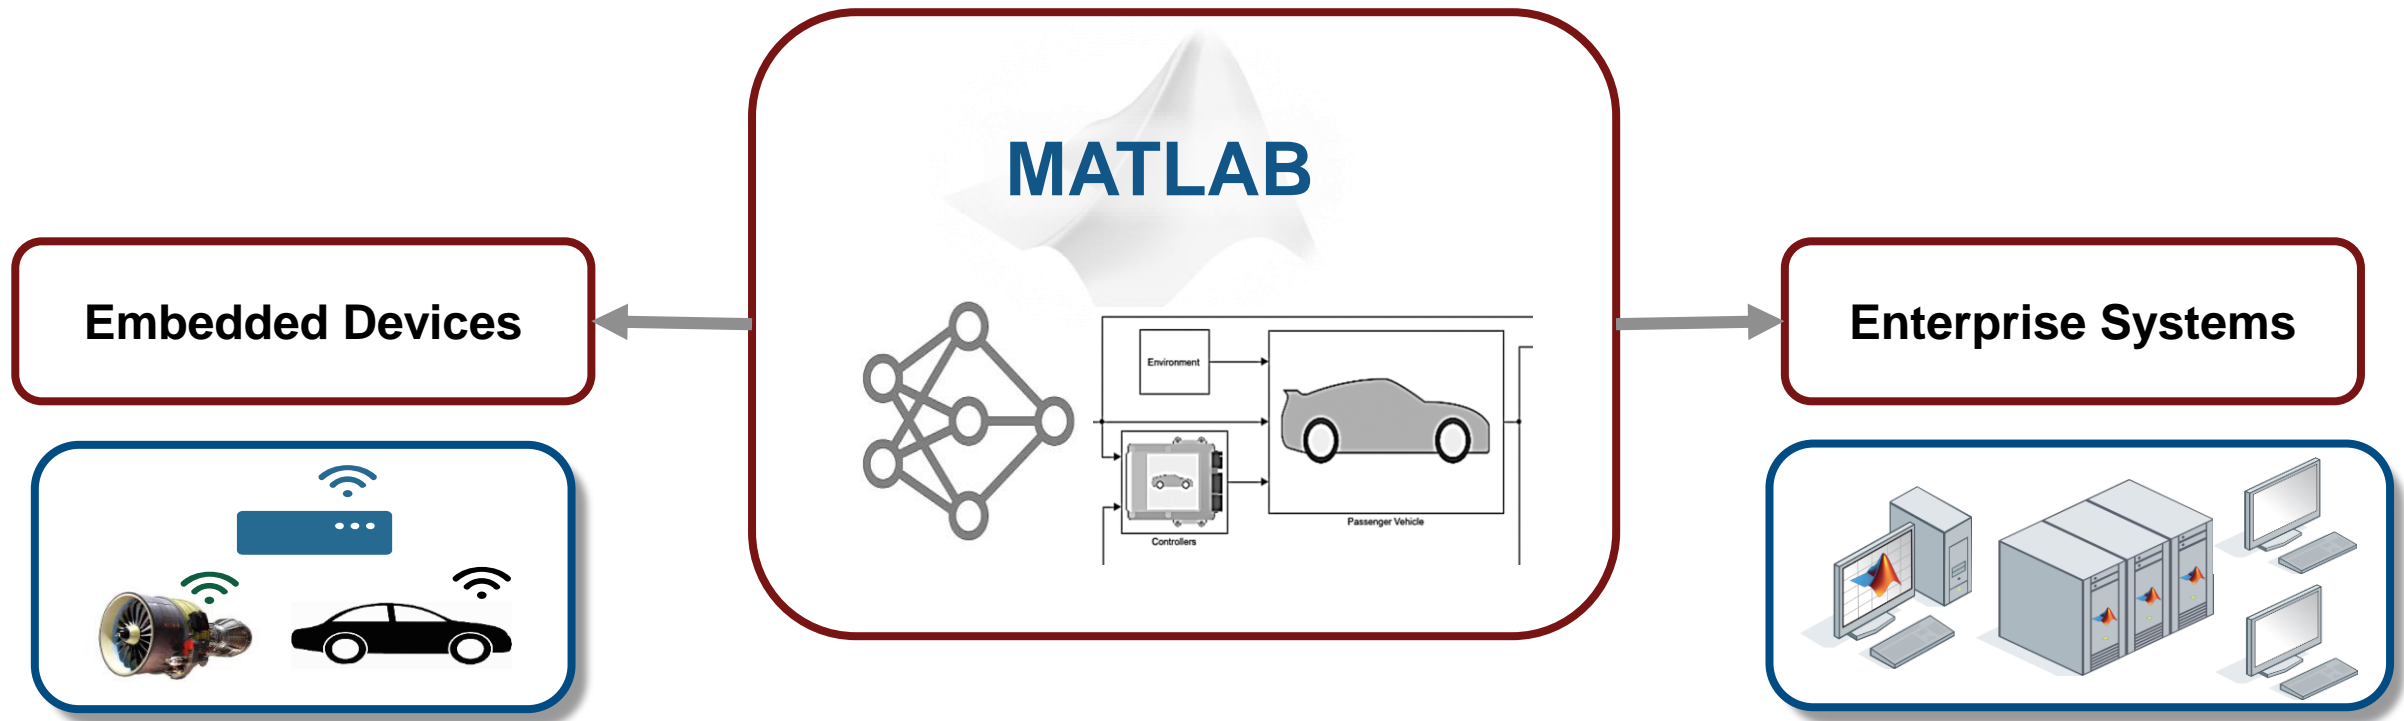 MATLAB
Embedded Devices
Enterprise Systems
Environment
Passenger Vehicle
Controllers